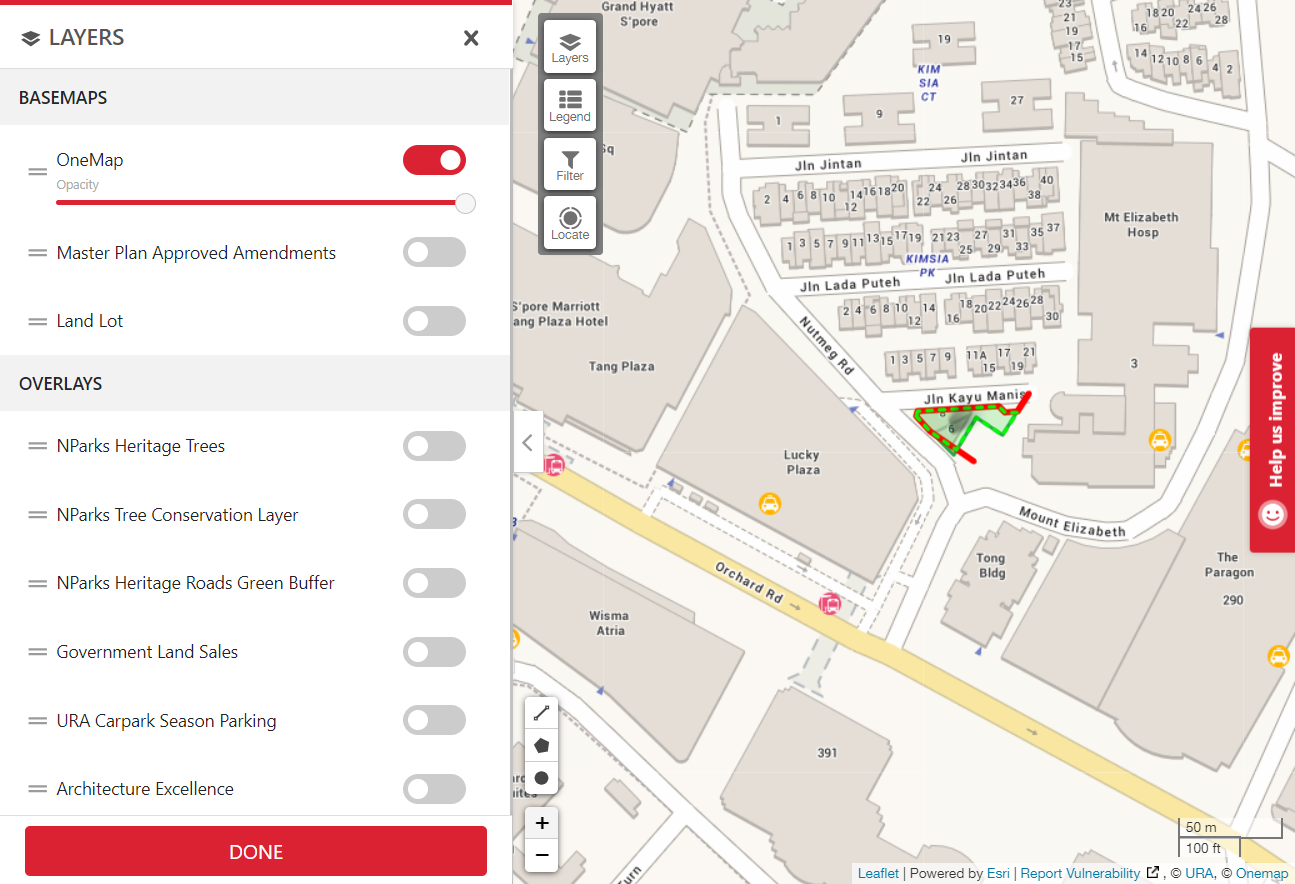 LAYERS
BASEMAPS
OneMap
Opacity
Master Plan Approved Amendments
Land Lot
OVERLAYS
NParks Heritage Trees
NParks Tree Conservation Layer
NParks Heritage Roads Green Buffer
Government Land Sales
URA Carpark Season Parking
Architecture Excellence
DONE
Layers
Legend
Filter
Locate
Grand Hyatt
S'pore
Sq
S'pore Marriott
ang Plaza Hotel
Tang Plaza
19
KIM
SIA
CT
1
9
27
23
21
19
17
15
16
18 20
22
24 26
28
14 12 10 8 6 4 2
Jln Jintan
Jln Jintan
2 4 6 8 10 12 14 16 18 20 22 24 26 28 30 32 34 36 38 40
1 3 5 7 9 11 13 15 17 19 21 23 25 27 29 31 33 35 37
KIMSIA
PK
Jln Lada Puteh
Jln Lada Puteh
2 4 6 8 10 12 14 16 18 20 22 24 26 28 30
1 3 5 7 9 11A 15 17 19 21
Nutmeg Rd
Jln Kayu Manis
8
6
Mt Elizabeth
Hosp
3
Lucky
Plaza
Mount Elizabeth
Tong
Bldg
The
Paragon
290
Orchard Rd
Wisma
Atria
391
urn
Help us improve
+
−
50 m
100 ft
Leaflet | Powered by Esri | Report Vulnerability , © URA, © Onemap